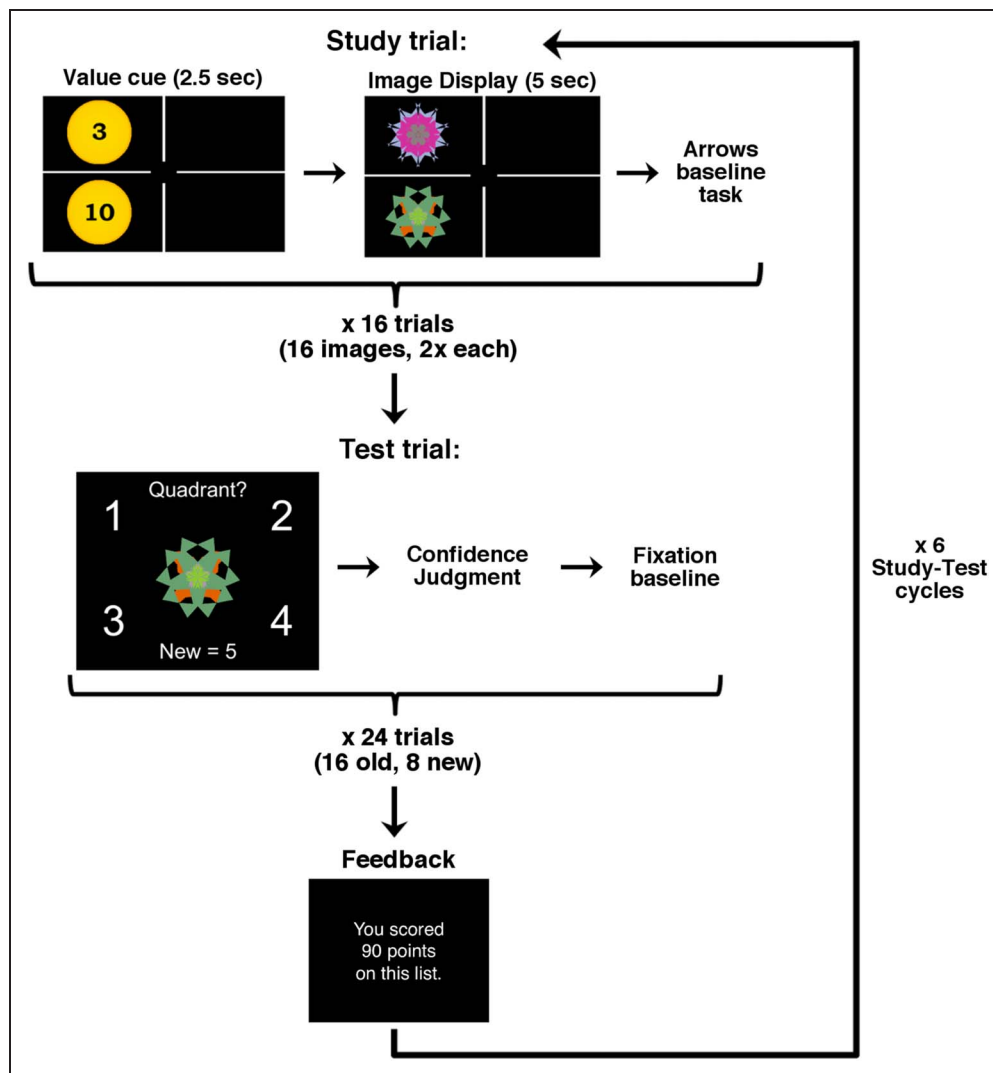 Study trial:
Value cue (2.5 sec)
Image Display (5 sec)
3
10
Arrows
baseline
task
x 16 trials
(16 images, 2x each)
Test trial:
Quadrant?
1
2
3
4
New = 5
Confidence
Judgment
Fixation
baseline
x 6
Study-Test
cycles
x 24 trials
(16 old, 8 new)
Feedback
You scored
90 points
on this list.